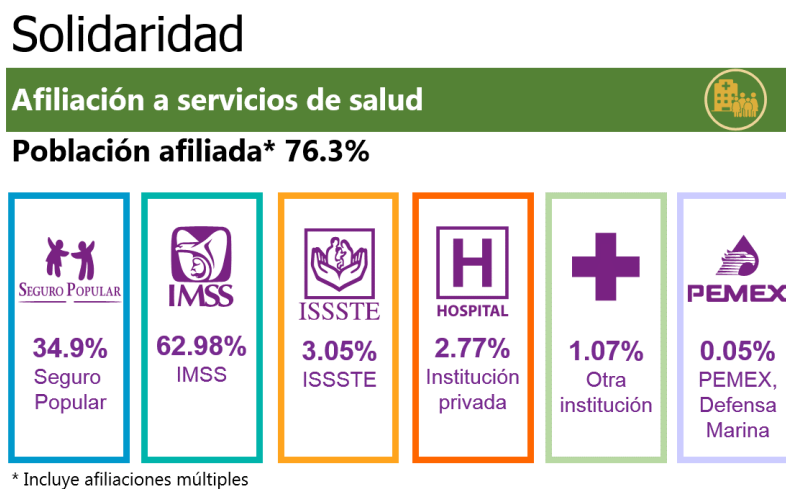 Solidaridad
Afiliación a servicios de salud
Población afiliada* 76.3%
SEGURO POPULAR
34.9%
Seguro
Popular
IMSS
62.98%
IMSS
ISSSTE
3.05%
ISSSTE
H
HOSPITAL
2.77%
Institución
privada
1.07%
Otra
institución
PEMEX
0.05%
PEMEX,
Defensa
Marina
* Incluye afiliaciones múltiples